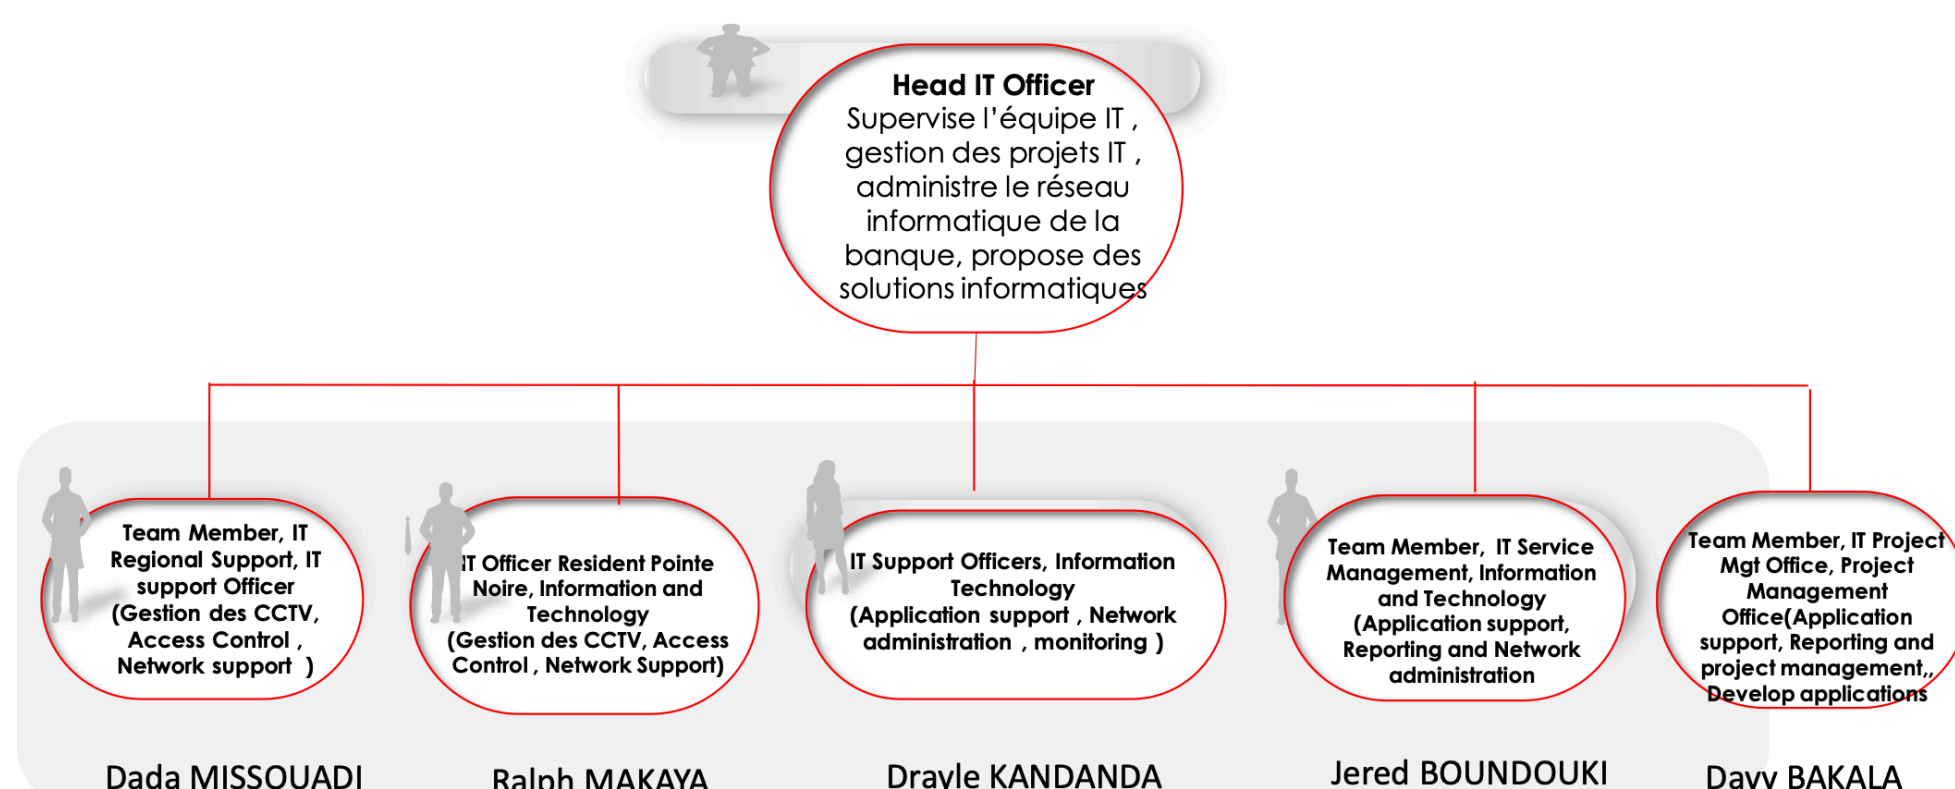 Head IT Officer
Supervise l'équipe IT ,
gestion des projets IT ,
administre le réseau
informatique de la
banque, propose des
solutions informatiques
Team Member, IT
Regional Support, IT
support Officer
(Gestion des CCTV,
Access Control ,
Network support )
IT Officer Resident Pointe
Noire, Information and
Technology
(Gestion des CCTV, Access
Control , Network Support)
IT Support Officers, Information
Technology
(Application support , Network
administration , monitoring )
Team Member, IT Service
Management, Information
and Technology
(Application support,
Reporting and Network
administration
Team Member, IT Project
Mgt Office, Project
Management
Office(Application
support, Reporting and
project management,,
Develop applications
Dada MISSOUADI
Ralph MAKAYA
Drayle KANDANDA
Jered BOUNDOUKI
Davy BAKALA